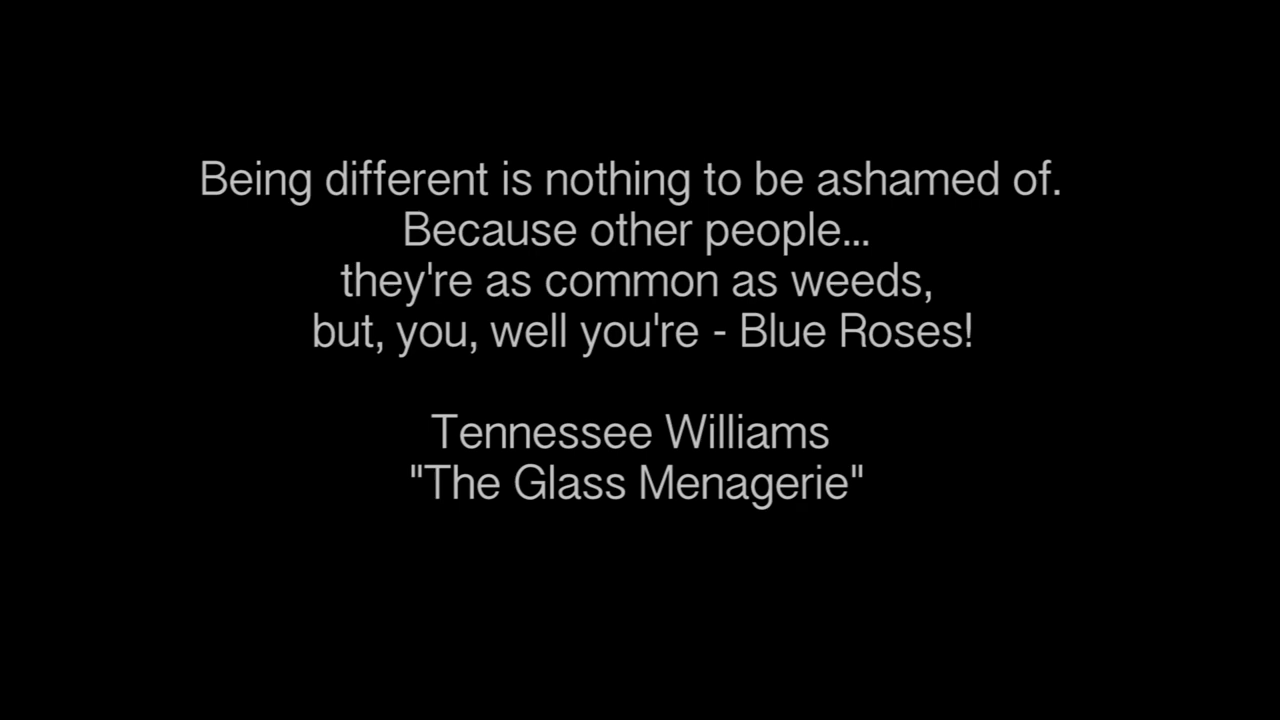 Being different is nothing to be ashamed of.
Because other people...
they're as common as weeds,
but, you, well you're - Blue Roses!
Tennessee Williams
"The Glass Menagerie"